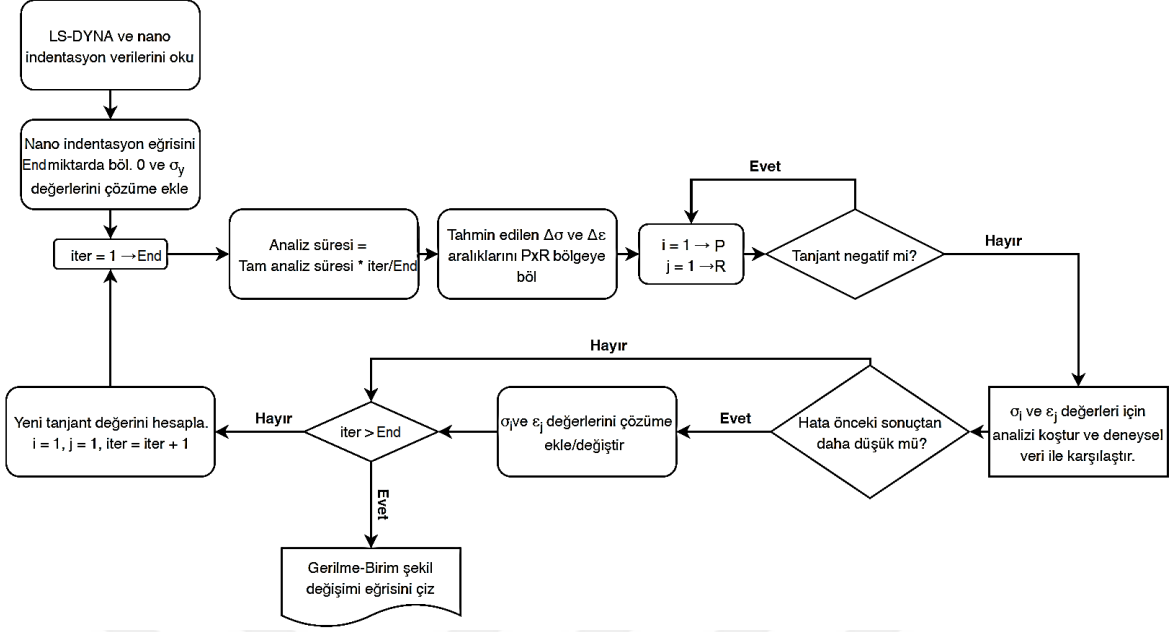 LS-DYNA ve nano
indentasyon verilerini oku
Nano indentasyon eğrisini
End miktarda böl. 0 ve σy
değerlerini çözüme ekle
iter = 1 →End
Analiz süresi =
Tam analiz süresi * iter/End
Tahmin edilen Δσ ve Δε
aralıklarını PxR bölgeye
böl
i = 1 → P
j = 1 →R
Evet
Tanjant negatif mi?
Hayır
σi ve εj değerleri için
analizi koştur ve deneysel
veri ile karşılaştır.
Hata önceki sonuçtan
daha düşük mü?
Hayır
Evet
σive εj değerlerini çözüme
ekle/değiştir
iter > End
Hayır
Yeni tanjant değerini hesapla.
i = 1, j = 1, iter = iter + 1
Evet
Gerilme-Birim şekil
değişimi eğrisini çiz